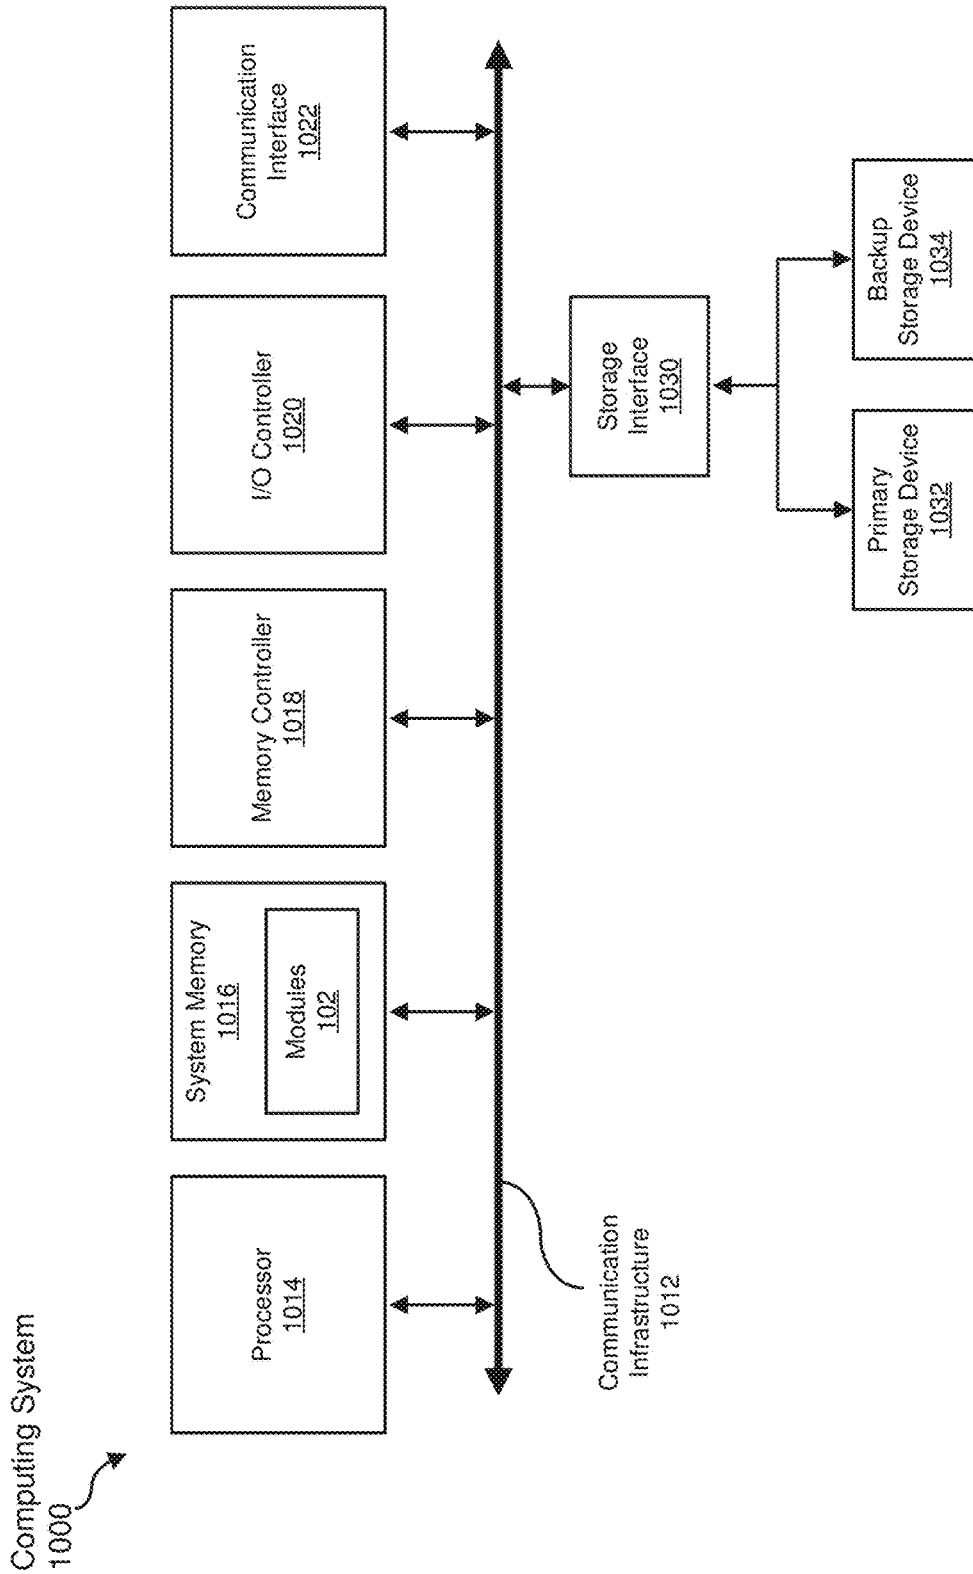 Computing System
1000
Processor
1014
System Memory
1016
Modules
102
Memory Controller
1018
I/O Controller
1020
Communication
Interface
1022
Communication
Infrastructure
1012
Storage
Interface
1030
Primary
Storage Device
1032
Backup
Storage Device
1034